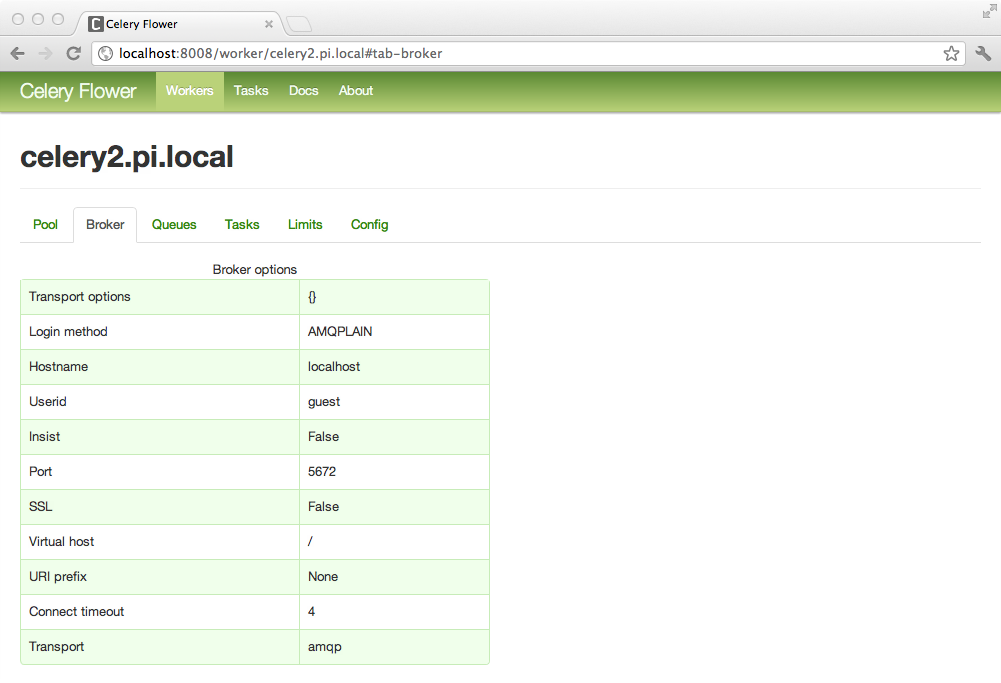 Celery Flower
localhost:8008/worker/celery2.pi.local#tab-broker
Celery Flower Workers Tasks Docs About
celery2.pi.local
Pool Broker Queues Tasks Limits Config
Broker options
Transport options {}
Login method AMQPLAIN
Hostname localhost
Userid guest
Insist False
Port 5672
SSL False
Virtual host /
URI prefix None
Connect timeout 4
Transport amqp